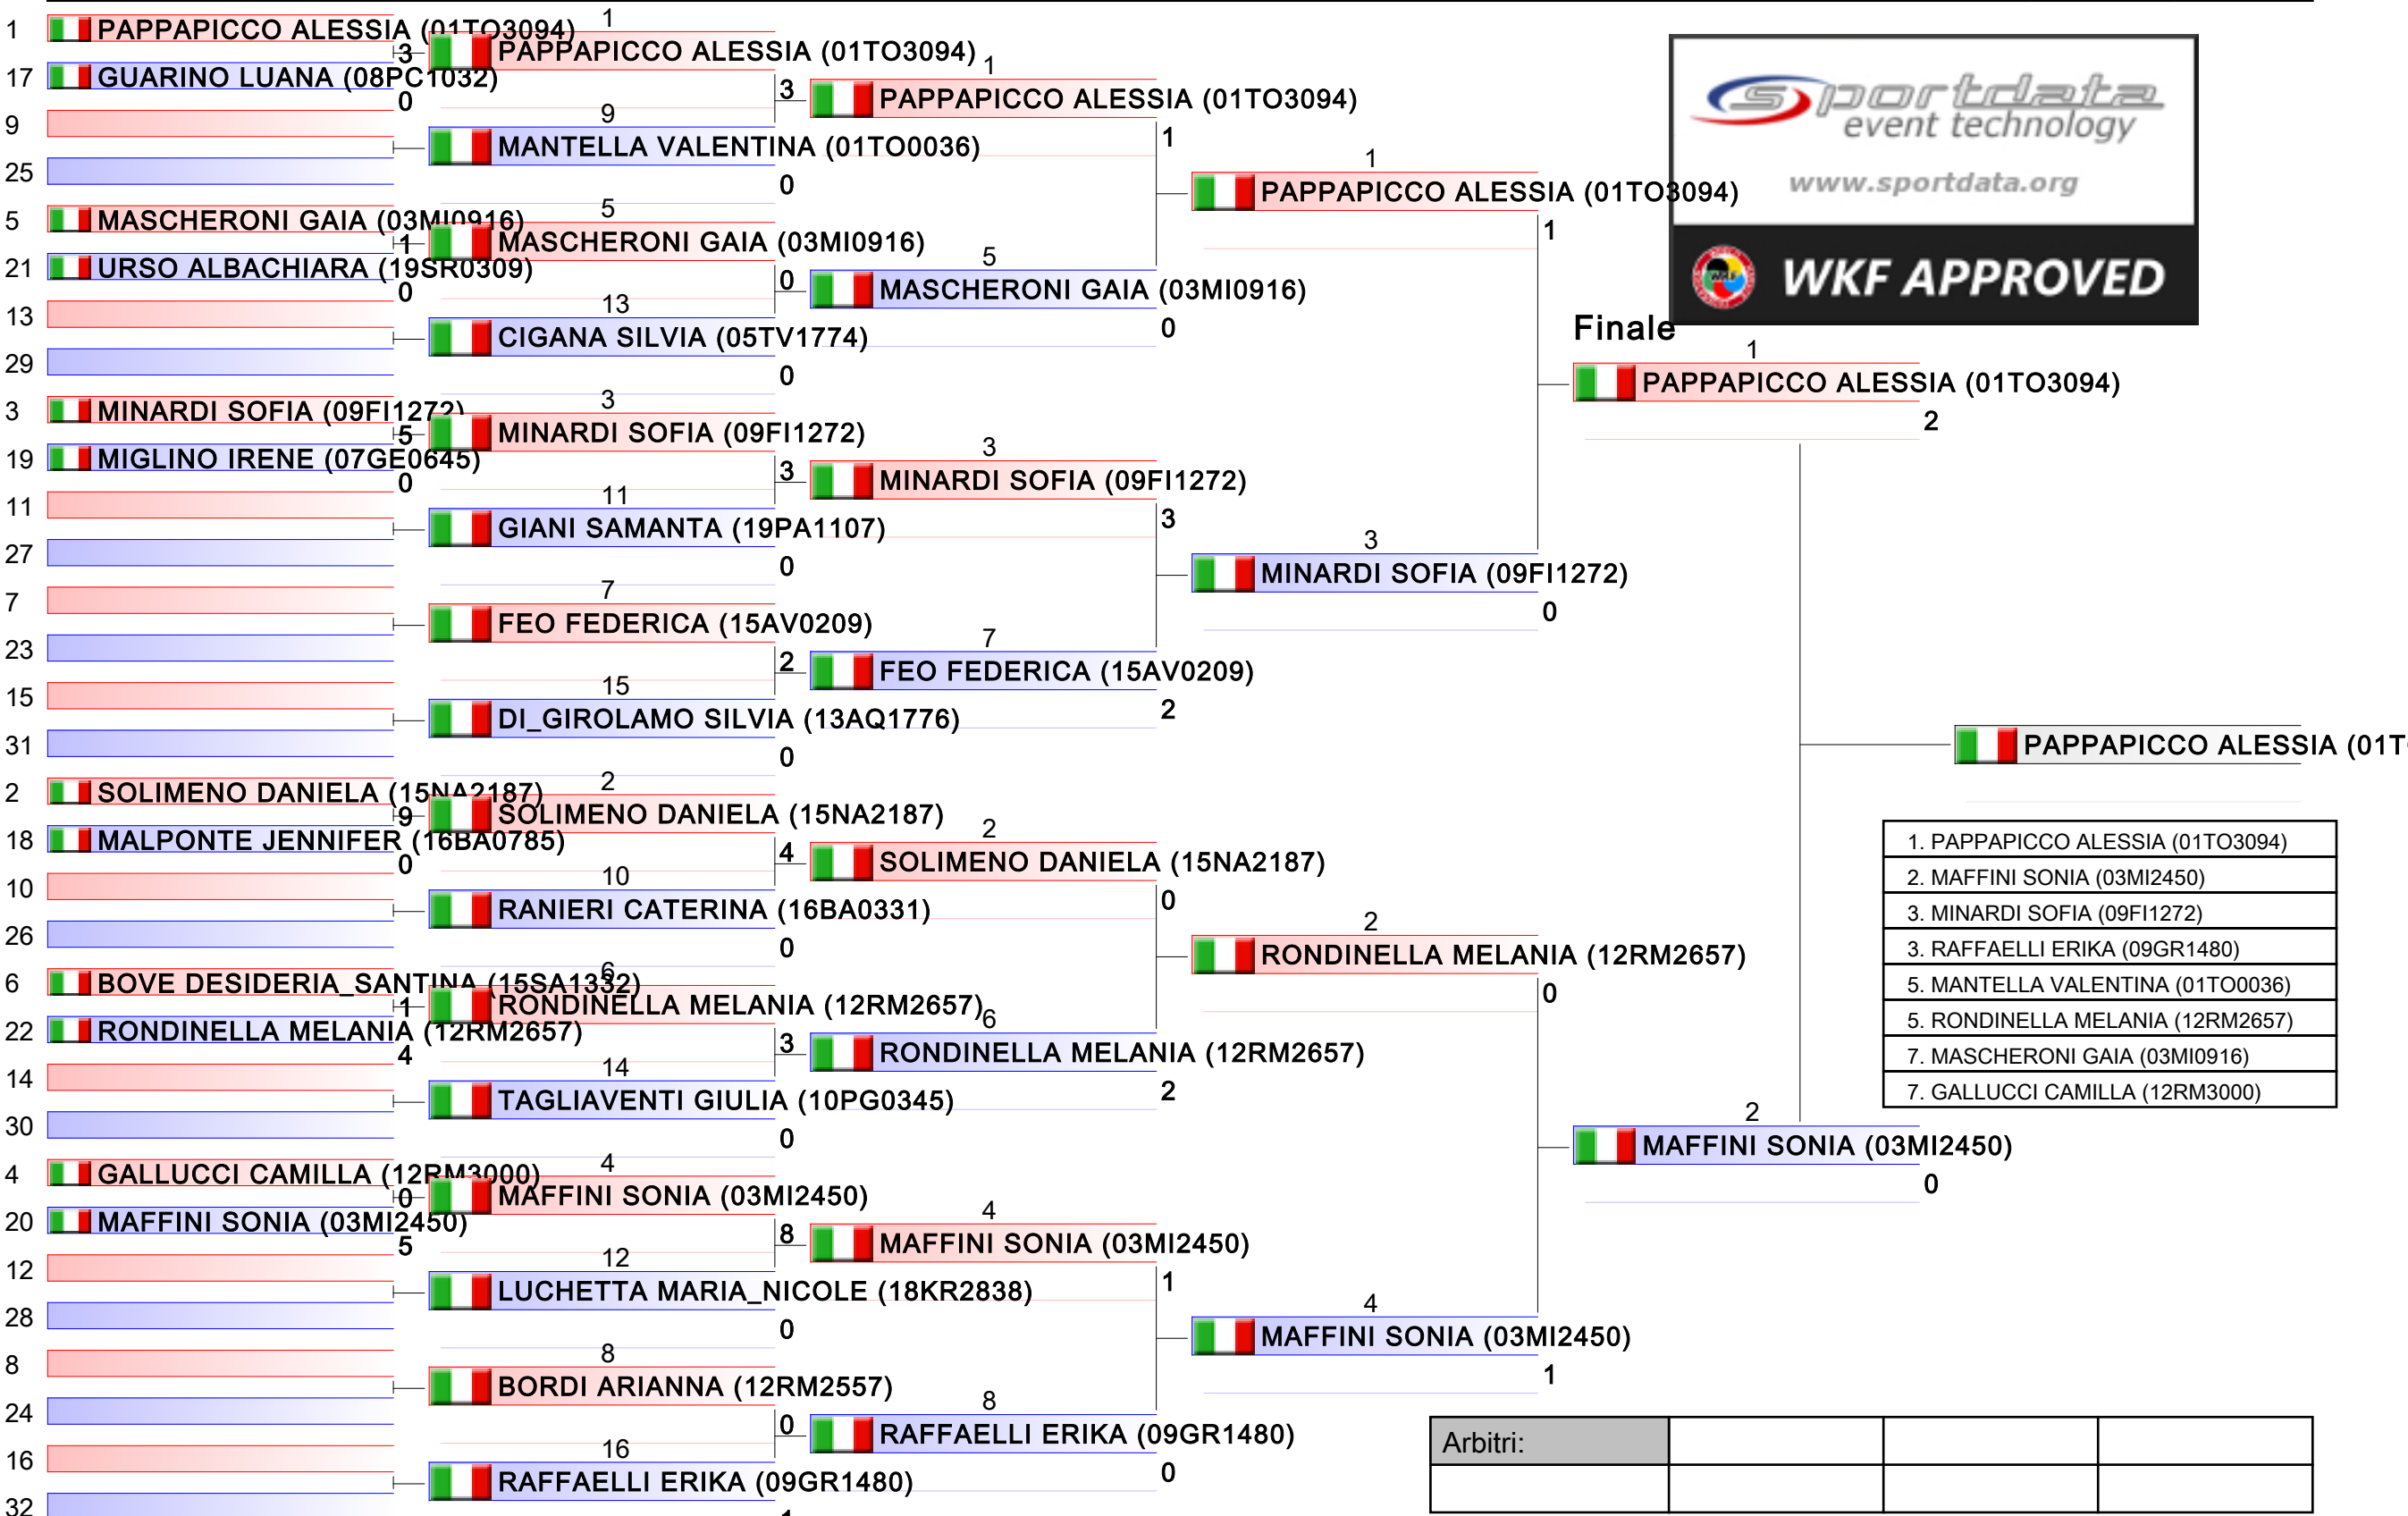 1 PAPPAPICCO ALESSIA (01TO3094)
3
17 GUARINO LUANA (08PC1032)
0
9
25
5 MASCHERONI GAIA (03MI0916)
1
21 URSO ALBACHIARA (19SR0309)
0
13
29
3 MINARDI SOFIA (09FI1272)
5
19 MIGLINO IRENE (07GE0645)
0
11
27
7
23
15
31
2 SOLIMENO DANIELA (15NA2187)
9
18 MALPONTE JENNIFER (16BA0785)
0
10
26
6 BOVE DESIDERIA_SANTINA (15SA1332)
1
22 RONDINELLA MELANIA (12RM2657)
4
14
30
4 GALLUCCI CAMILLA (12RM3000)
0
20 MAFFINI SONIA (03MI2450)
5
12
28
8
24
16
32
1
PAPPAPICCO ALESSIA (01TO3094)
3
9
MANTELLA VALENTINA (01TO0036)
0
5
MASCHERONI GAIA (03MI0916)
0
13
CIGANA SILVIA (05TV1774)
0
3
MINARDI SOFIA (09FI1272)
3
11
GIANI SAMANTA (19PA1107)
0
7
FEO FEDERICA (15AV0209)
2
15
DI_GIROLAMO SILVIA (13AQ1776)
0
2
SOLIMENO DANIELA (15NA2187)
4
10
RANIERI CATERINA (16BA0331)
0
6
RONDINELLA MELANIA (12RM2657)
3
14
TAGLIAVENTI GIULIA (10PG0345)
0
4
MAFFINI SONIA (03MI2450)
8
12
LUCHETTA MARIA_NICOLE (18KR2838)
0
8
BORDI ARIANNA (12RM2557)
0
16
RAFFAELLI ERIKA (09GR1480)
1
1
PAPPAPICCO ALESSIA (01TO3094)
1
5
MASCHERONI GAIA (03MI0916)
0
3
MINARDI SOFIA (09FI1272)
3
7
FEO FEDERICA (15AV0209)
2
2
SOLIMENO DANIELA (15NA2187)
0
6
RONDINELLA MELANIA (12RM2657)
2
4
MAFFINI SONIA (03MI2450)
1
8
RAFFAELLI ERIKA (09GR1480)
0
1
PAPPAPICCO ALESSIA (01TO3094)
1
3
MINARDI SOFIA (09FI1272)
0
2
RONDINELLA MELANIA (12RM2657)
0
4
MAFFINI SONIA (03MI2450)
1
sportdata
event technology
www.sportdata.org
WKF
WKF APPROVED
Finale
1
PAPPAPICCO ALESSIA (01TO3094)
2
2
MAFFINI SONIA (03MI2450)
0
PAPPAPICCO ALESSIA (01T
1. PAPPAPICCO ALESSIA (01TO3094)
2. MAFFINI SONIA (03MI2450)
3. MINARDI SOFIA (09FI1272)
3. RAFFAELLI ERIKA (09GR1480)
5. MANTELLA VALENTINA (01TO0036)
5. RONDINELLA MELANIA (12RM2657)
7. MASCHERONI GAIA (03MI0916)
7. GALLUCCI CAMILLA (12RM3000)
Arbitri: